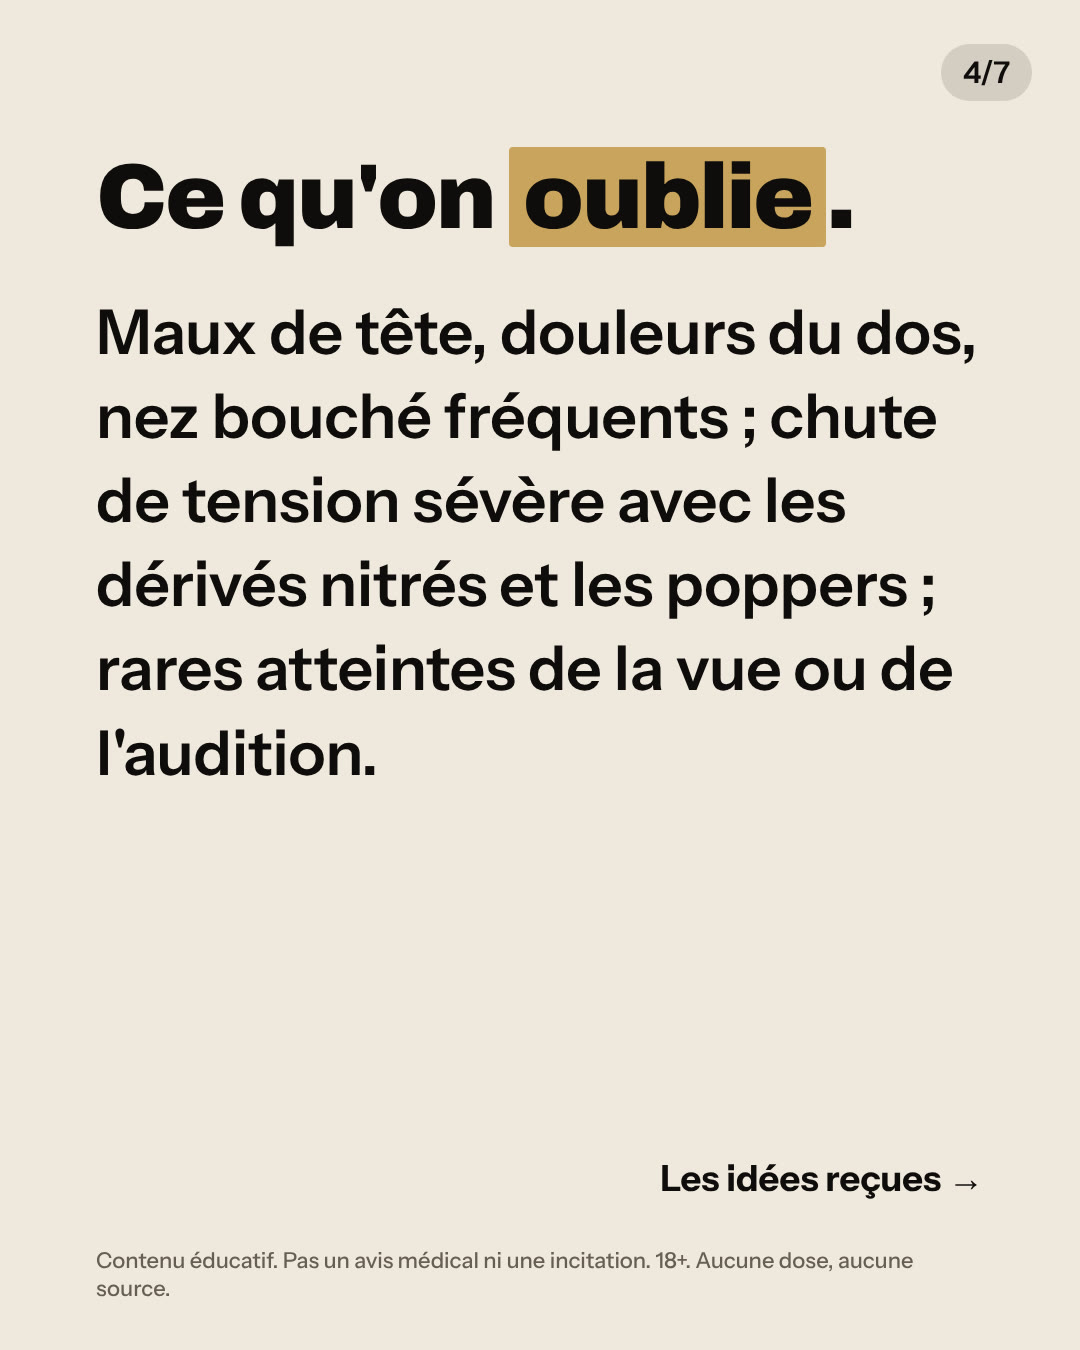 4/7
Ce qu'on oublie.
Maux de tête, douleurs du dos,
nez bouché fréquents ; chute
de tension sévère avec les
dérivés nitrés et les poppers ;
rares atteintes de la vue ou de
l'audition.
Les idées reçues →
Contenu éducatif. Pas un avis médical ni une incitation. 18+. Aucune dose, aucune
source.